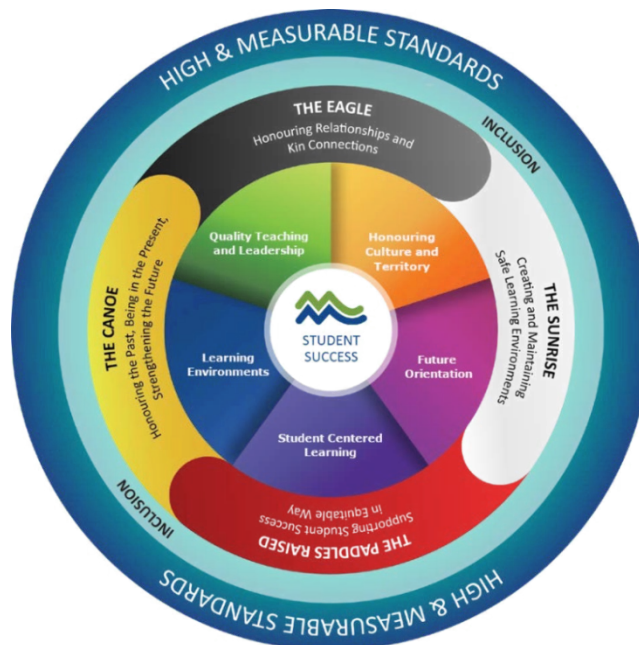 HIGH & MEASURABLE STANDARDS
INCLUSION
THE EAGLE
Honouring Relationships and
Kin Connections
THE SUNRISE
Creating and Maintaining
Safe Learning Environments
THE PADDLES RAISED
Supporting Student Success
in Equitable Way
THE CANOE
Honouring the Past, Being in the Present,
Strengthening the Future
Quality Teaching
and Leadership
Honouring
Culture and
Territory
Learning
Environments
STUDENT
SUCCESS
Future
Orientation
Student Centered
Learning
INCLUSION
HIGH & MEASURABLE STANDARDS